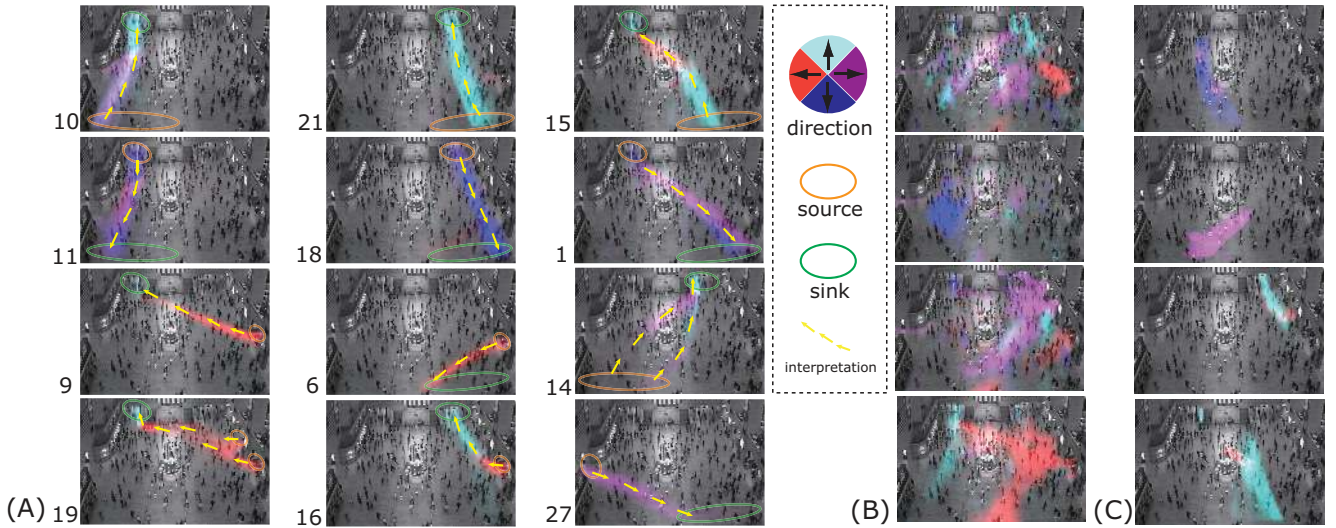 10
21
15
direction
11
18
1
source
sink
9
6
14
interpretation
(A)
19
16
27
(B)
(C)